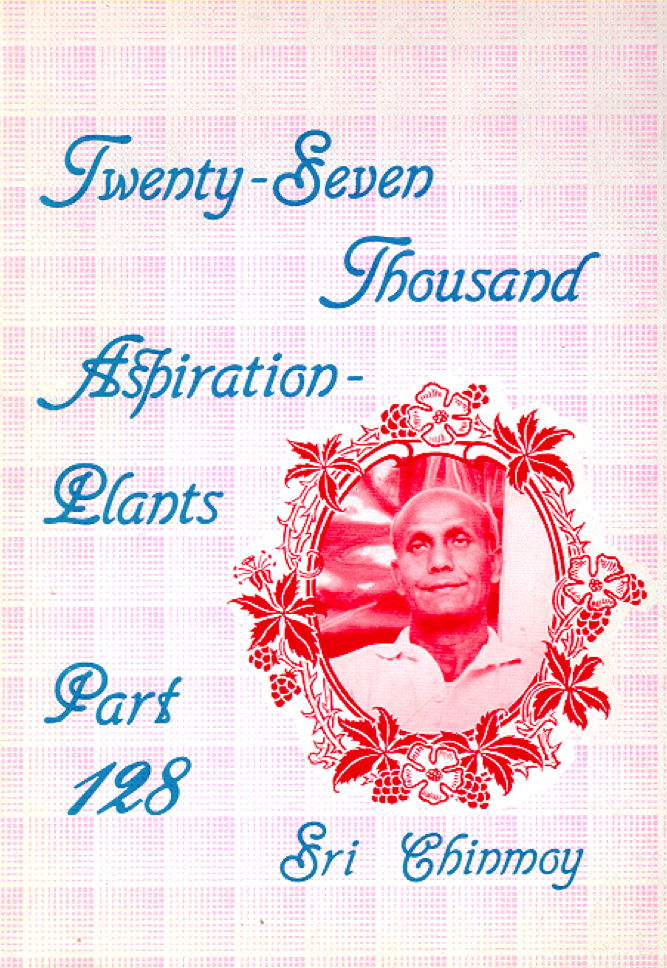 Twenty-Seven
Thousand
Aspiration-
Plants
Part
128
Sri Chinmoy